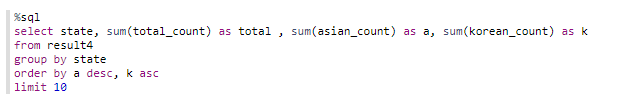 %sql
select state, sum(total_count) as total , sum(asian_count) as a, sum(korean_count) as k
from result4
group by state
order by a desc, k asc
limit 10